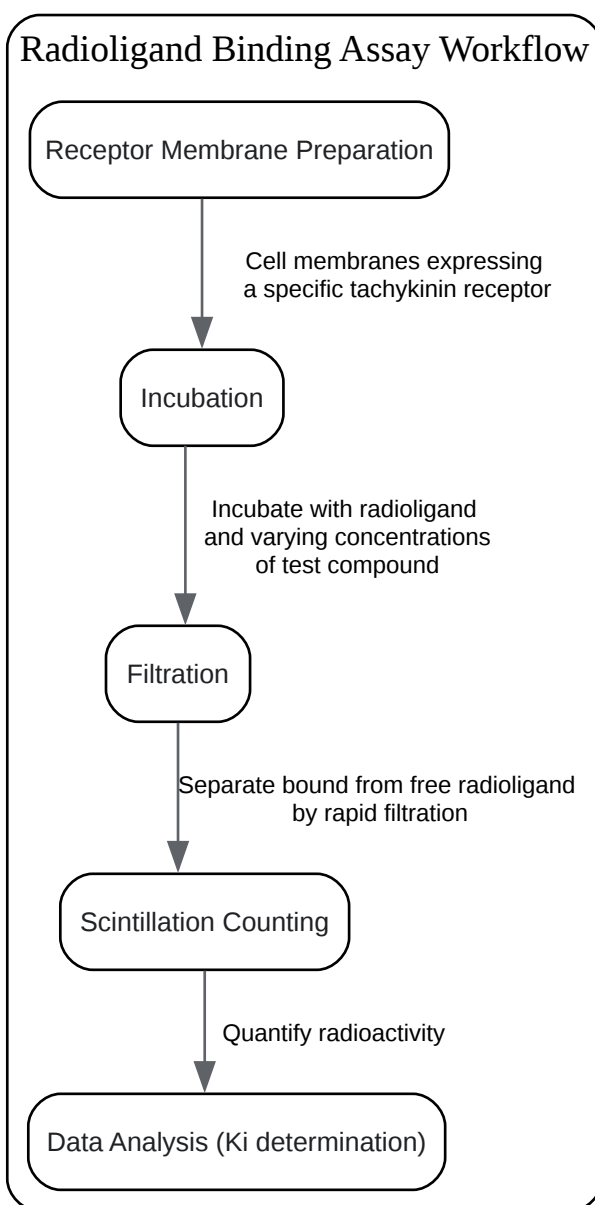 Radioligand Binding Assay Workflow
Receptor Membrane Preparation
Cell membranes expressing
a specific tachykinin receptor
Incubation
Incubate with radioligand
and varying concentrations
of test compound
Filtration
Separate bound from free radioligand
by rapid filtration
Scintillation Counting
Quantify radioactivity
Data Analysis (Ki determination)